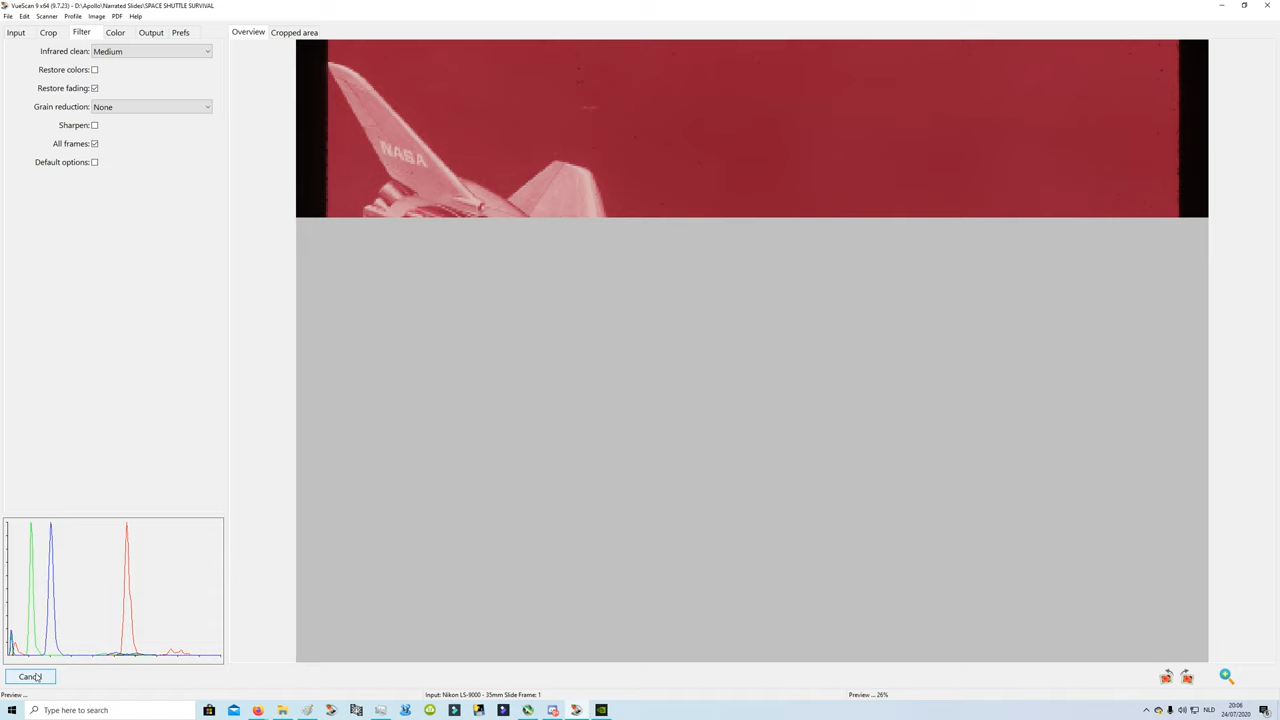 VueScan 9 x64 (9.7.23) - D:\Apollo\Narrated Slides\SPACE SHUTTLE SURVIVAL
File Edit Scanner Profile Image PDF Help
Input Crop Filter Color Output Prefs
Overview Cropped area
Infrared clean: Medium
Restore colors:
Restore fading:
Grain reduction: None
Sharpen:
All frames:
Default options:
NASA
Cancel
Preview ... Input: Nikon LS-9000 - 35mm Slide Frame: 1 Preview ... 26%
Type here to search
NLD
20:06
24/07/2020